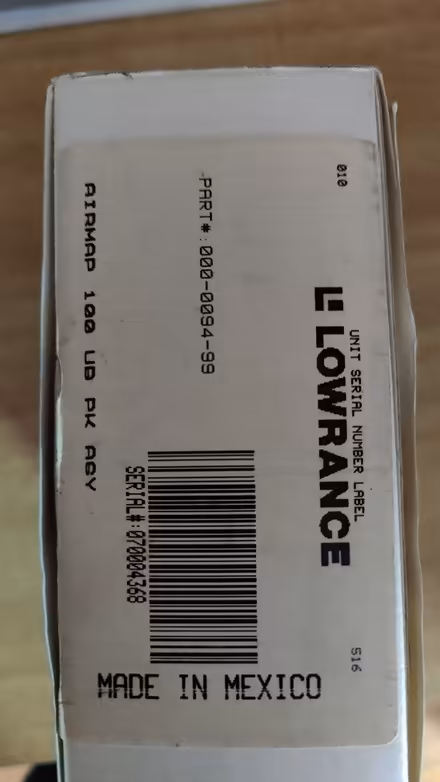 010
UNIT SERIAL NUMBER LABEL
S16
LOWRANCE
PART#:000-0094-99
SERIAL#:070004368
AIRMAP 100 UD PK ASY
MADE IN MEXICO